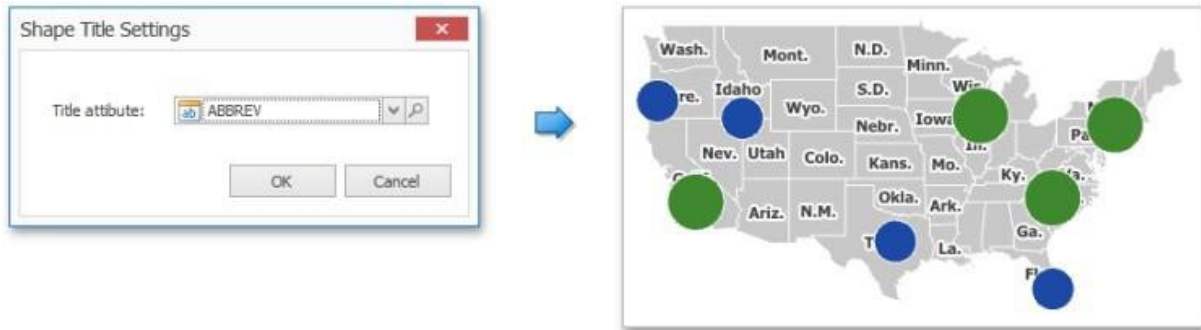 Shape Title Settings
Title attibute:
ab ABBREV
OK Cancel
Wash. Mont. N.D. Minn.
Idaho S.D.
Wyo. Nebr.
Nev. Utah Colo. Kans. Mo. Ky.
Ariz. N.M. Okla. Ark.
La. Ga.